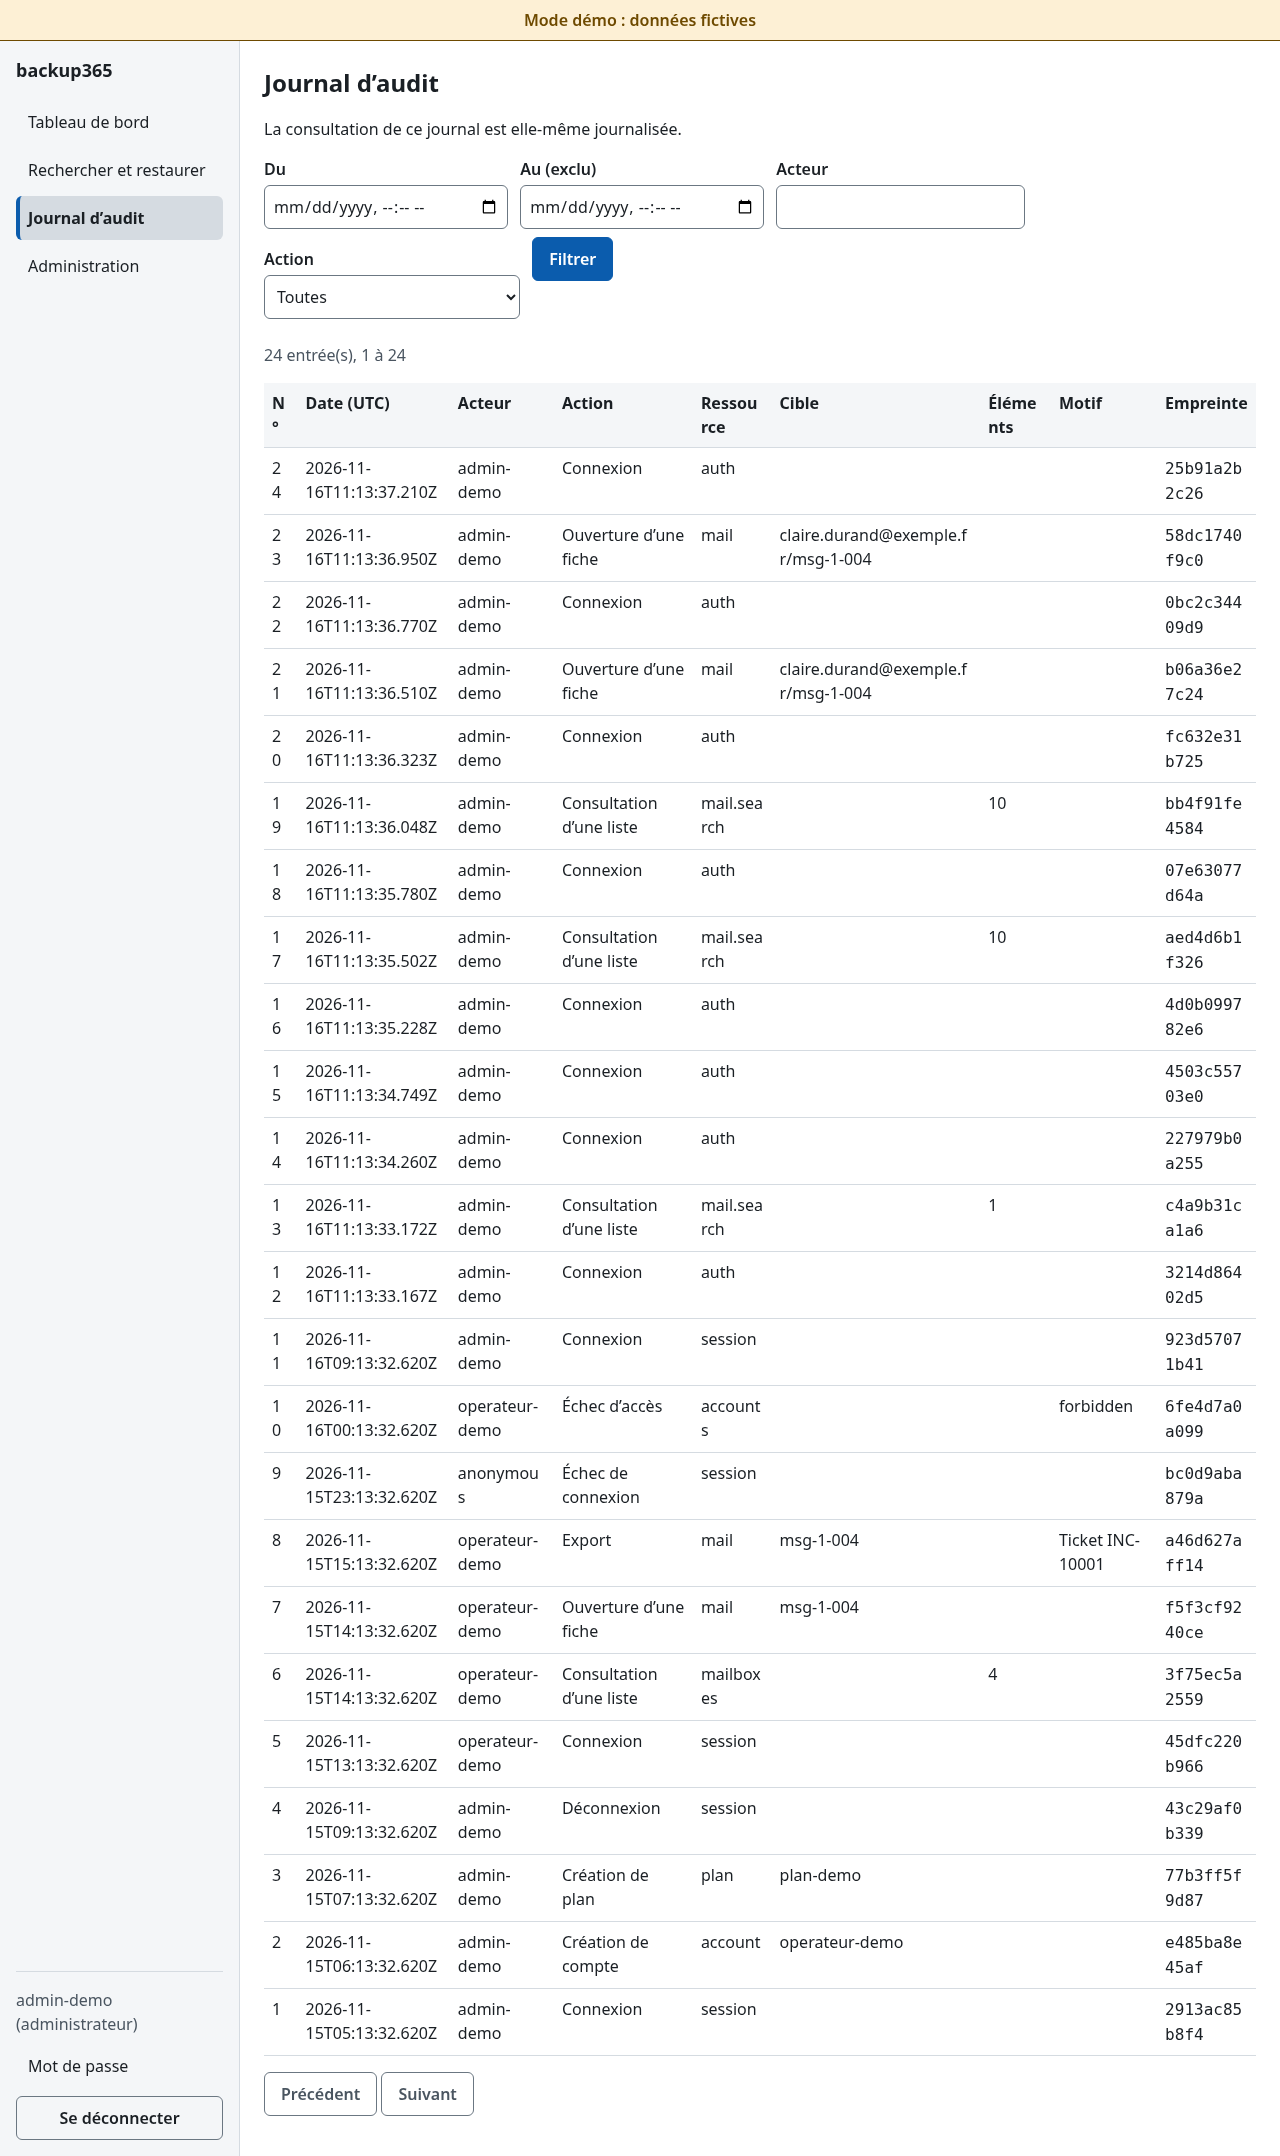 Mode démo : données fictives
backup365
Tableau de bord
Rechercher et restaurer
Journal d’audit
Administration
Journal d’audit
La consultation de ce journal est elle-même journalisée.
Du
Au (exclu)
Acteur
mm/dd/yyyy, --:-- --
mm/dd/yyyy, --:-- --
Action
Filtrer
Toutes
24 entrée(s), 1 à 24
N° Date (UTC) Acteur Action Ressource Cible Éléments Motif Empreinte
24 2026-11-16T11:13:37.210Z admin-demo Connexion auth 25b91a2b2c26
23 2026-11-16T11:13:36.950Z admin-demo Ouverture d’une fiche mail claire.durand@exemple.fr/msg-1-004 58dc1740f9c0
22 2026-11-16T11:13:36.770Z admin-demo Connexion auth 0bc2c34409d9
21 2026-11-16T11:13:36.510Z admin-demo Ouverture d’une fiche mail claire.durand@exemple.fr/msg-1-004 b06a36e27c24
20 2026-11-16T11:13:36.323Z admin-demo Connexion auth fc632e31b725
19 2026-11-16T11:13:36.048Z admin-demo Consultation d’une liste mail.search 10 bb4f91fe4584
18 2026-11-16T11:13:35.780Z admin-demo Connexion auth 07e63077d64a
17 2026-11-16T11:13:35.502Z admin-demo Consultation d’une liste mail.search 10 aed4d6b1f326
16 2026-11-16T11:13:35.228Z admin-demo Connexion auth 4d0b099782e6
15 2026-11-16T11:13:34.749Z admin-demo Connexion auth 4503c55703e0
14 2026-11-16T11:13:34.260Z admin-demo Connexion auth 227979b0a255
13 2026-11-16T11:13:33.172Z admin-demo Consultation d’une liste mail.search 1 c4a9b31ca1a6
12 2026-11-16T11:13:33.167Z admin-demo Connexion auth 3214d86402d5
11 2026-11-16T09:13:32.620Z admin-demo Connexion session 923d57071b41
10 2026-11-16T00:13:32.620Z operateur-demo Échec d’accès accounts forbidden 6fe4d7a0a099
9 2026-11-15T23:13:32.620Z anonymous Échec de connexion session bc0d9aba879a
8 2026-11-15T15:13:32.620Z operateur-demo Export mail msg-1-004 Ticket INC-10001 a46d627aff14
7 2026-11-15T14:13:32.620Z operateur-demo Ouverture d’une fiche mail msg-1-004 f5f3cf9240ce
6 2026-11-15T14:13:32.620Z operateur-demo Consultation d’une liste mailboxes 4 3f75ec5a2559
5 2026-11-15T13:13:32.620Z operateur-demo Connexion session 45dfc220b966
4 2026-11-15T09:13:32.620Z admin-demo Déconnexion session 43c29af0b339
3 2026-11-15T07:13:32.620Z admin-demo Création de plan plan plan-demo 77b3ff5f9d87
2 2026-11-15T06:13:32.620Z admin-demo Création de compte account operateur-demo e485ba8e45af
1 2026-11-15T05:13:32.620Z admin-demo Connexion session 2913ac85b8f4
Précédent
Suivant
admin-demo
(administrateur)
Mot de passe
Se déconnecter